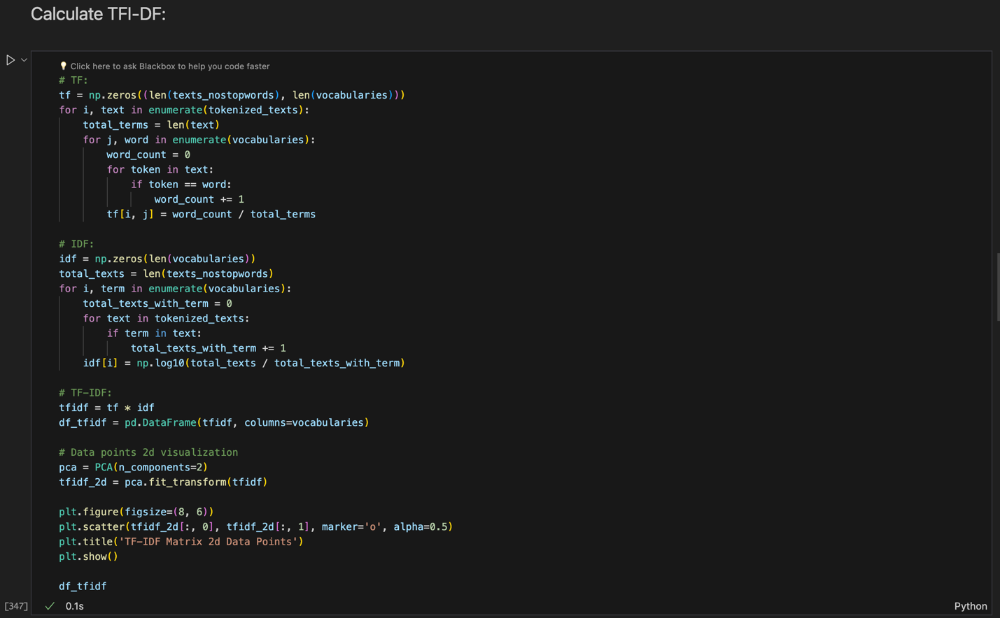 Calculate TFI-DF:
Click here to ask Blackbox to help you code faster
# TF:
tf = np.zeros((len(texts_nostopwords), len(vocabularies)))
for i, text in enumerate(tokenized_texts):
    total_terms = len(text)
    for j, word in enumerate(vocabularies):
        word_count = 0
        for token in text:
            if token == word:
                word_count += 1
        tf[i, j] = word_count / total_terms
# IDF:
idf = np.zeros(len(vocabularies))
total_texts = len(texts_nostopwords)
for i, term in enumerate(vocabularies):
    total_texts_with_term = 0
    for text in tokenized_texts:
        if term in text:
            total_texts_with_term += 1
    idf[i] = np.log10(total_texts / total_texts_with_term)
# TF-IDF:
tfidf = tf * idf
df_tfidf = pd.DataFrame(tfidf, columns=vocabularies)
# Data points 2d visualization
pca = PCA(n_components=2)
tfidf_2d = pca.fit_transform(tfidf)
plt.figure(figsize=(8, 6))
plt.scatter(tfidf_2d[:, 0], tfidf_2d[:, 1], marker='o', alpha=0.5)
plt.title('TF-IDF Matrix 2d Data Points')
plt.show()
df_tfidf
[347] 0.1s Python